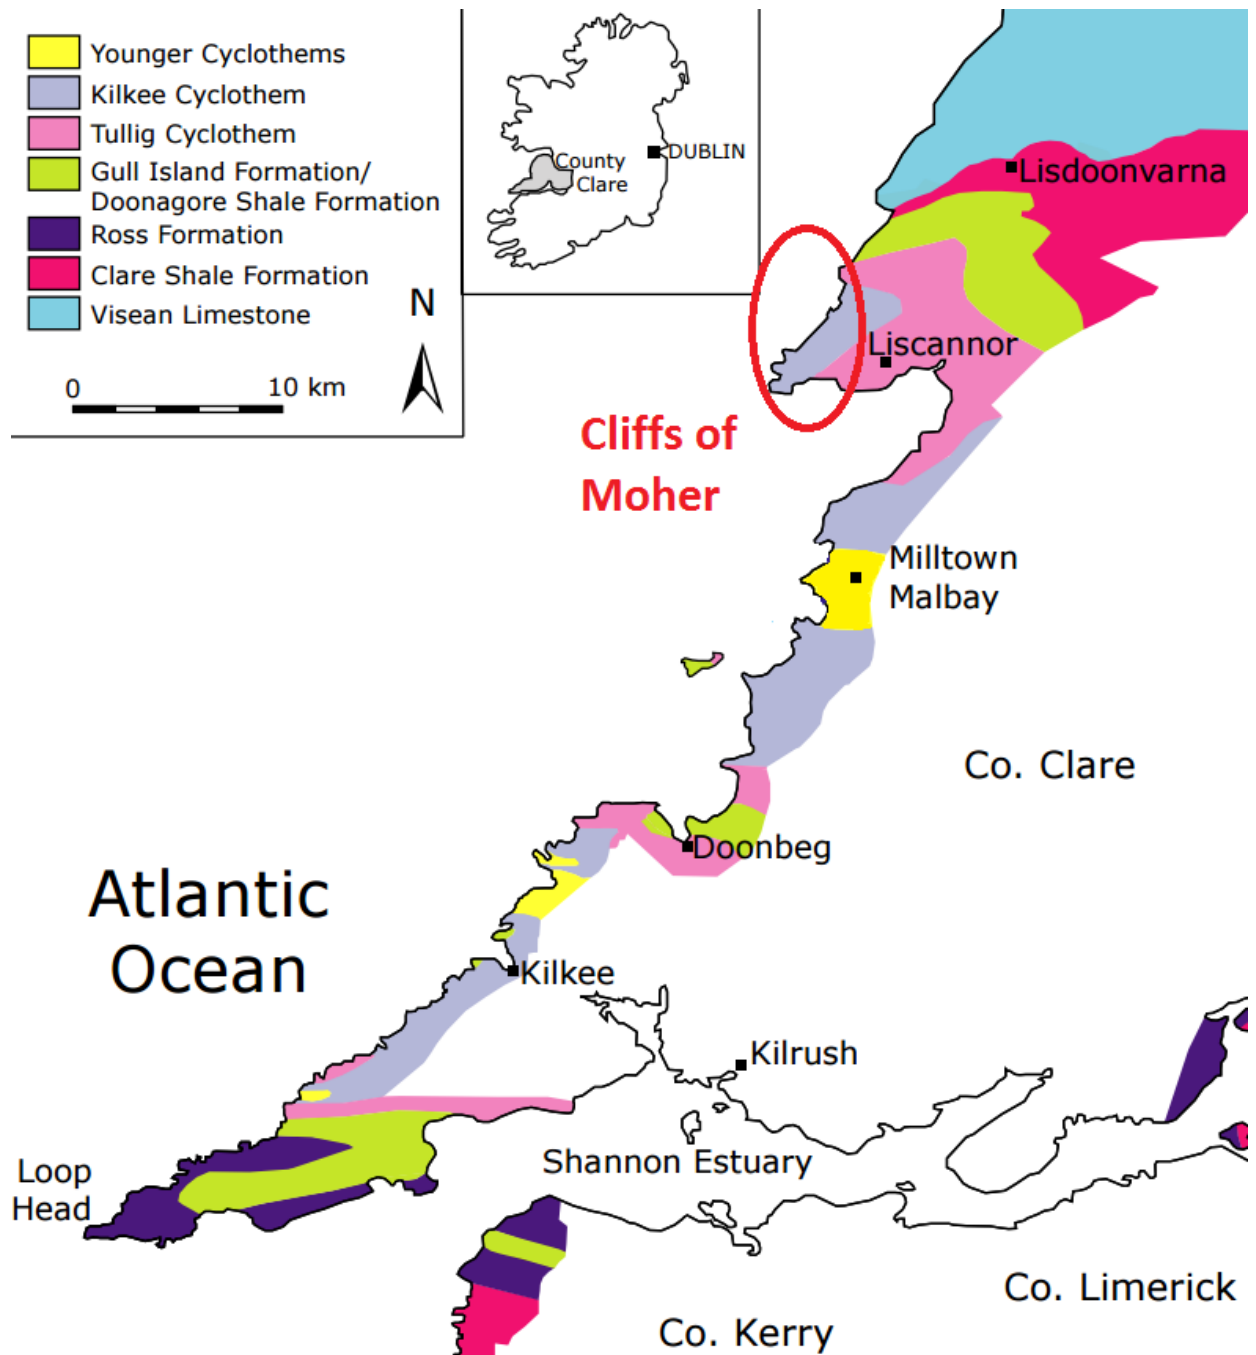 Younger Cyclothems
Kilkee Cyclothem
Tullig Cyclothem
Gull Island Formation/
Doonagore Shale Formation
Ross Formation
Clare Shale Formation
Visean Limestone
N
0 10 km
County
Clare
DUBLIN
Lisdoonvarna
Liscannor
Cliffs of
Moher
Milltown
Malbay
Co. Clare
Doonbeg
Atlantic
Ocean
Kilkee
Kilrush
Shannon Estuary
Loop
Head
Co. Limerick
Co. Kerry